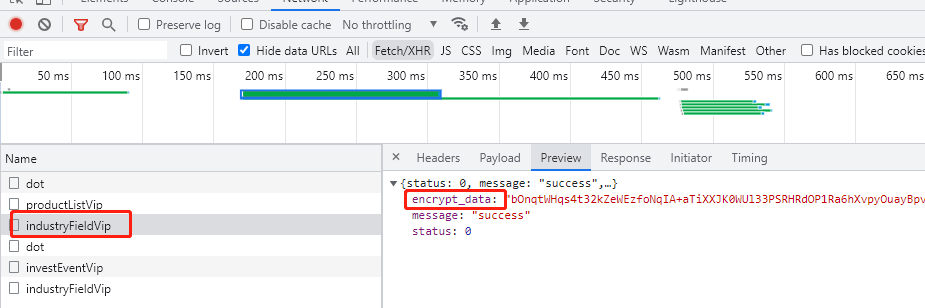 Network
Lighthouse
Preserve log Disable cache No throttling
Filter Invert Hide data URLs All Fetch/XHR JS CSS Img Media Font Doc WS Wasm Manifest Other Has blocked cookies
50 ms 100 ms 150 ms 200 ms 250 ms 300 ms 350 ms 400 ms 450 ms 500 ms 550 ms 600 ms 650 ms
Name
dot
productListVip
industryFieldVip
dot
investEventVip
industryFieldVip
× Headers Payload Preview Response Initiator Timing
{status: 0, message: "success",…}
encrypt_data: "bOnqtWHqs4t32kZeWEzfoNqIA+aTiXXJK0WUl33PSRHRdOP1Ra6hXvpyOuayBpv
message: "success"
status: 0